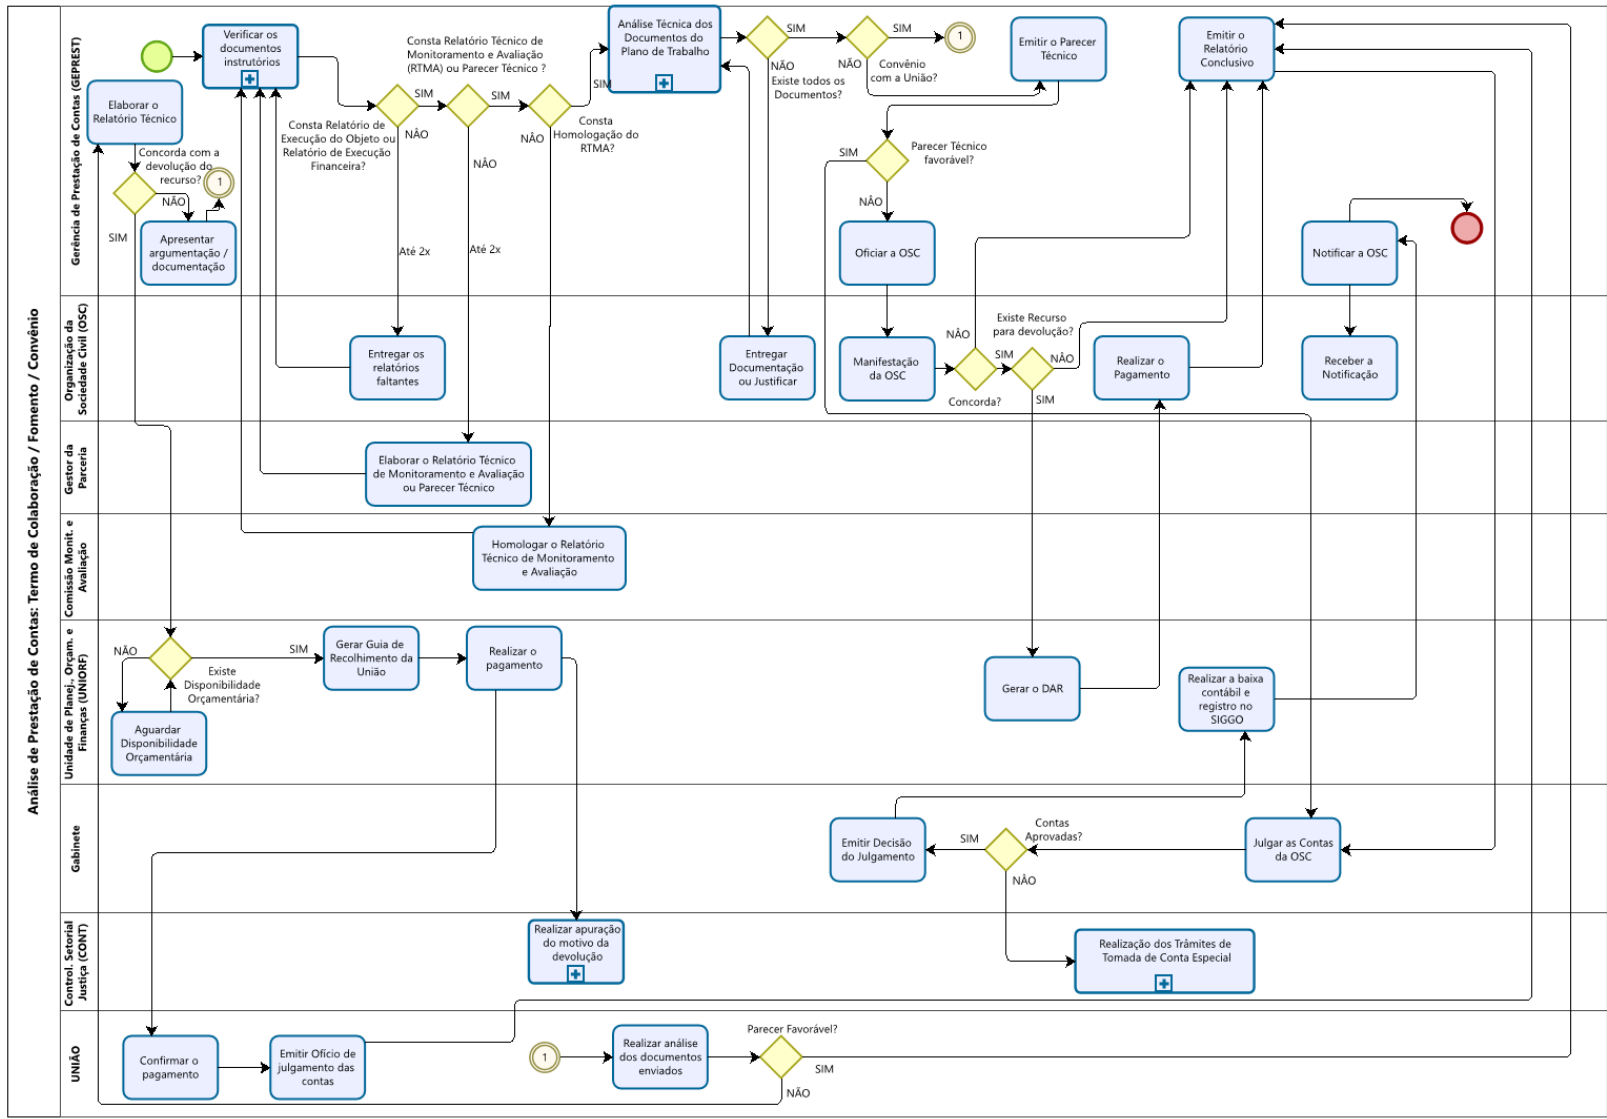 Análise de Prestação de Contas: Termo de Colaboração / Fomento / Convênio
Gerência de Prestação de Contas (GEPREST)
Verificar os
documentos
instrutórios
Elaborar o
Relatório Técnico
Concorda com a
devolução do
recurso?
1
NÃO
SIM
Apresentar
argumentação /
documentação
Consta Relatório de
Execução do Objeto ou
Relatório de Execução
Financeira?
SIM
NÃO
Até 2x
Consta Relatório Técnico de
Monitoramento e Avaliação
(RTMA) ou Parecer Técnico ?
SIM
NÃO
Até 2x
Consta
Homologação do
RTMA?
SIM
NÃO
Análise Técnica dos
Documentos do
Plano de Trabalho
SIM
NÃO
Existe todos os
Documentos?
SIM
NÃO
Convênio
com a União?
1
Emitir o Parecer
Técnico
SIM
Parecer Técnico
favorável?
NÃO
Oficiar a OSC
Emitir o
Relatório
Conclusivo
Notificar a OSC
Organização da
Sociedade Civil (OSC)
Entregar os
relatórios
faltantes
Entregar
Documentação
ou Justificar
Manifestação
da OSC
NÃO
SIM
Concorda?
Existe Recurso
para devolução?
NÃO
SIM
Realizar o
Pagamento
Receber a
Notificação
Gestor da
Parceria
Elaborar o Relatório Técnico
de Monitoramento e Avaliação
ou Parecer Técnico
Comissão Monit. e
Avaliação
Homologar o Relatório
Técnico de Monitoramento
e Avaliação
Unidade de Planej., Orçam. e
Finanças (UNIORF)
NÃO
SIM
Existe
Disponibilidade
Orçamentária?
Aguardar
Disponibilidade
Orçamentária
Gerar Guia de
Recolhimento da
União
Realizar o
pagamento
Gerar o DAR
Realizar a baixa
contábil e
registro no
SIGGO
Gabinete
Emitir Decisão
do Julgamento
SIM
Contas
Aprovadas?
NÃO
Julgar as Contas
da OSC
Control. Setorial
Justiça (CONT)
Realizar apuração
do motivo da
devolução
Realização dos Trâmites de
Tomada de Conta Especial
UNIÃO
Confirmar o
pagamento
Emitir Ofício de
julgamento das
contas
1
Realizar análise
dos documentos
enviados
Parecer Favorável?
SIM
NÃO